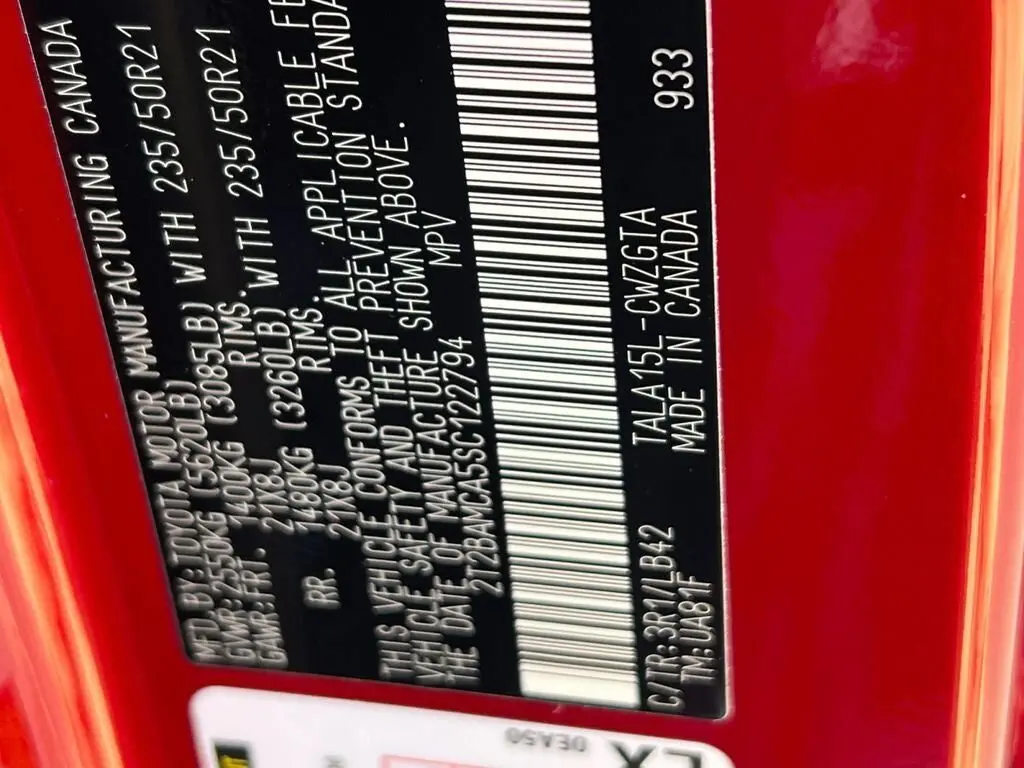 MFD BY:TOYOTA MOTOR MANUFACTURING CANADA
GVWR:2550KG (5620LB)
GAWR:FRT. 1400KG (3085LB) WITH 235/50R21
21X8J RIMS.
RR. 1480KG (3260LB) WITH 235/50R21
21X8J RIMS.
THIS VEHICLE CONFORMS TO ALL APPLICABLE FE
VEHICLE SAFETY AND THEFT PREVENTION STANDA
THE DATE OF MANUFACTURE SHOWN ABOVE.
2T2BAMCA5SC122794 MPV
C/TR:3R1/LB42 TALA15L-CWZGTA 933
TM:UA81F MADE IN CANADA
0EA50